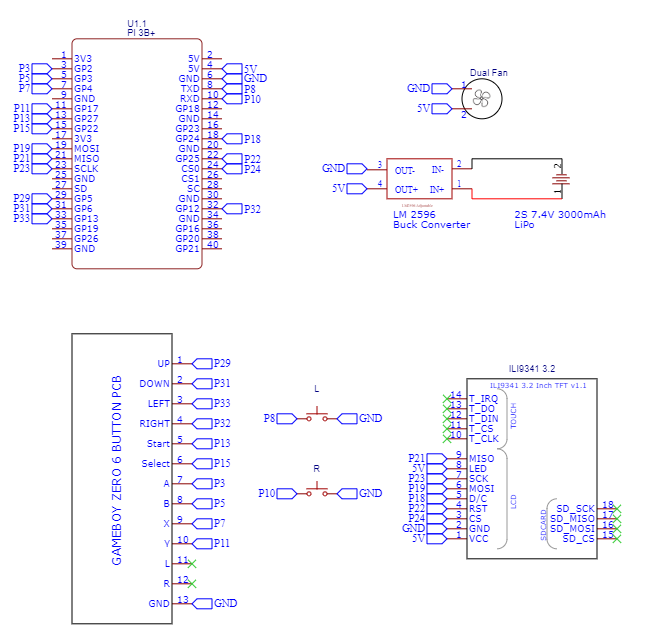 U1.1
PI 3B+
1 3V3 5V 2
P3 3 GP2 5V 4 5V
P5 5 GP3 GND 6 GND
P7 7 GP4 TXD 8 P8
9 GND RXD 10 P10
P11 11 GP17 GP18 12
P13 13 GP27 GND 14
P15 15 GP22 GP23 16
17 3V3 GP24 18 P18
P19 19 MOSI GND 20
P21 21 MISO GP25 22 P22
P23 23 SCLK CS0 24 P24
25 GND CS1 26
27 SD SC 28
P29 29 GP5 GND 30
P31 31 GP6 GP12 32 P32
P33 33 GP13 GND 34
35 GP19 GP16 36
37 GP26 GP20 38
39 GND GP21 40
Dual Fan
GND 1
5V 2
GND 3 OUT- IN- 2
5V 4 OUT+ IN+ 1
2
1
LM 2596
Buck Converter
2S 7.4V 3000mAh
LiPo
GAMEBOY ZERO 6 BUTTON PCB
UP 1 P29
DOWN 2 P31
LEFT 3 P33
RIGHT 4 P32
Start 5 P13
Select 6 P15
A 7 P3
B 8 P5
X 9 P7
Y 10 P11
L 11
R 12
GND 13 GND
L
P8 GND
R
P10 GND
ILI9341 3.2
ILI9341 3.2 Inch TFT v1.1
14 T_IRQ
13 T_DO
12 T_DIN
11 T_CS
10 T_CLK
TOUCH
P21 9 MISO
5V 8 LED
P23 7 SCK
P19 6 MOSI
P18 5 D/C
P22 4 RST
P24 3 CS
GND 2 GND
5V 1 VCC
LCD
SDCARD
SD_SCK 18
SD_MISO 17
SD_MOSI 16
SD_CS 15